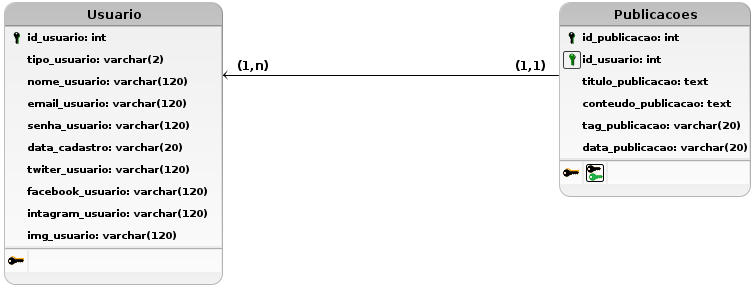 Usuario
id_usuario: int
tipo_usuario: varchar(2)
nome_usuario: varchar(120)
email_usuario: varchar(120)
senha_usuario: varchar(120)
data_cadastro: varchar(20)
twiter_usuario: varchar(120)
facebook_usuario: varchar(120)
intagram_usuario: varchar(120)
img_usuario: varchar(120)
(1,n)
(1,1)
Publicacoes
id_publicacao: int
id_usuario: int
titulo_publicacao: text
conteudo_publicacao: text
tag_publicacao: varchar(20)
data_publicacao: varchar(20)